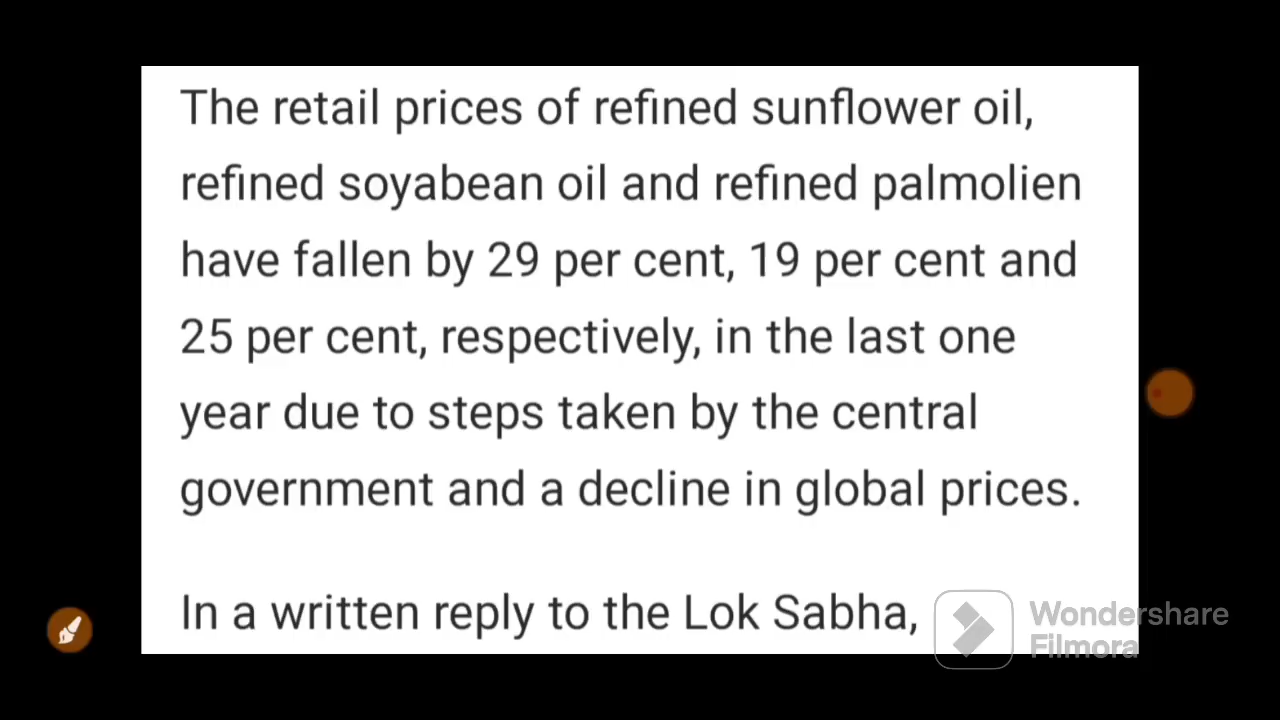 The retail prices of refined sunflower oil,
refined soyabean oil and refined palmolien
have fallen by 29 per cent, 19 per cent and
25 per cent, respectively, in the last one
year due to steps taken by the central
government and a decline in global prices.
In a written reply to the Lok Sabha,
Wondershare
Filmora